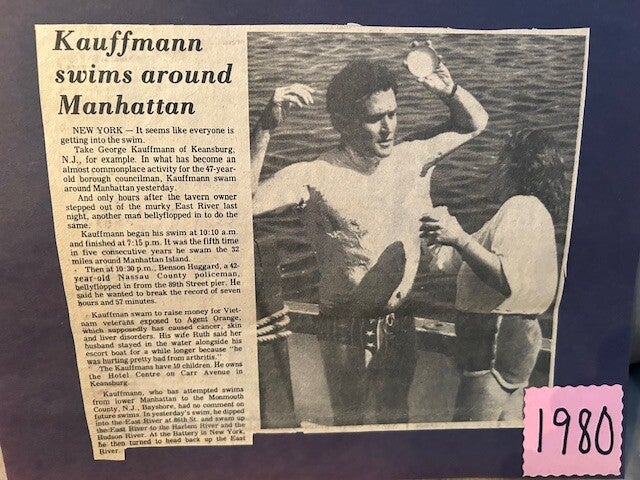 Kauffmann
swims around
Manhattan
NEW YORK — It seems like everyone is
getting into the swim.
Take George Kauffmann of Keansburg,
N.J., for example. In what has become an
almost commonplace activity for the 47-year-
old borough councilman, Kauffmann swam
around Manhattan yesterday.
And only hours after the tavern owner
stepped out of the murky East River last
night, another man bellyflopped in to do the
same.
Kauffmann began his swim at 10:10 a.m.
and finished at 7:15 p.m. It was the fifth time
in five consecutive years he swam the 32
miles around Manhattan Island.
Then at 10:30 p.m., Benson Huggard, a 42-
year-old Nassau County policeman,
bellyflopped in from the 89th Street pier. He
said he wanted to break the record of seven
hours and 57 minutes.
Kauffman swam to raise money for Viet-
nam veterans exposed to Agent Orange,
which supposedly has caused cancer, skin
and liver disorders. His wife Ruth said her
husband stayed in the water alongside his
escort boat for a while longer because "he
was hurting pretty bad from arthritis."
The Kauffmans have 10 children. He owns
the Hotel Centre on Carr Avenue in
Keansburg.
Kauffmann, who has attempted swims
from lower Manhattan to the Monmouth
County, N.J., Bayshore, had no comment on
future swims. In yesterday's swim, he dipped
into the East River at 86th St. and swam up
the East River to the Harlem River and the
Hudson River. At the Battery in New York,
he then turned to head back up the East
River.
1980